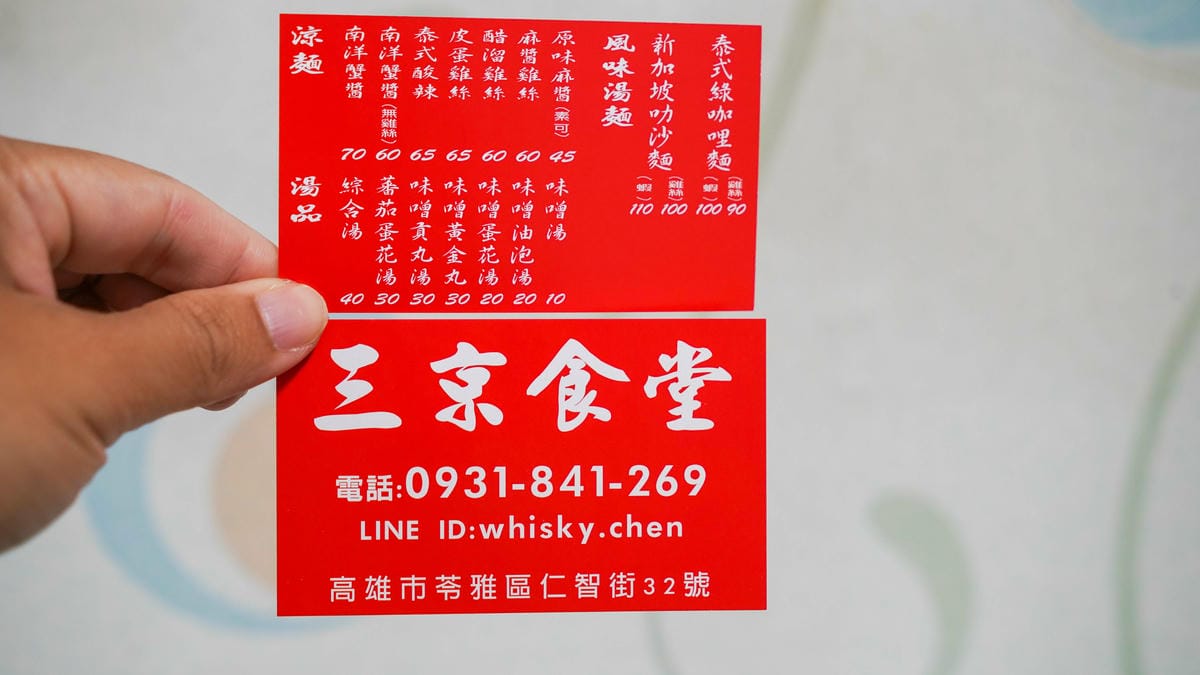 泰式綠咖哩麵
(雞絲) 90
(蝦) 100
新加坡叻沙麵
(雞絲) 100
(蝦) 110
風味湯麵
原味麻醬(素可) 45
麻醬雞絲 60
醋溜雞絲 60
皮蛋雞絲 65
泰式酸辣 65
南洋蟹醬(無雞絲) 60
南洋蟹醬 70
涼麵
味噌湯 10
味噌油泡湯 20
味噌蛋花湯 20
味噌黃金丸 30
味噌貢丸湯 30
蕃茄蛋花湯 30
綜合湯 40
湯品
三京食堂
電話:0931-841-269
LINE ID:whisky.chen
高雄市苓雅區仁智街32號